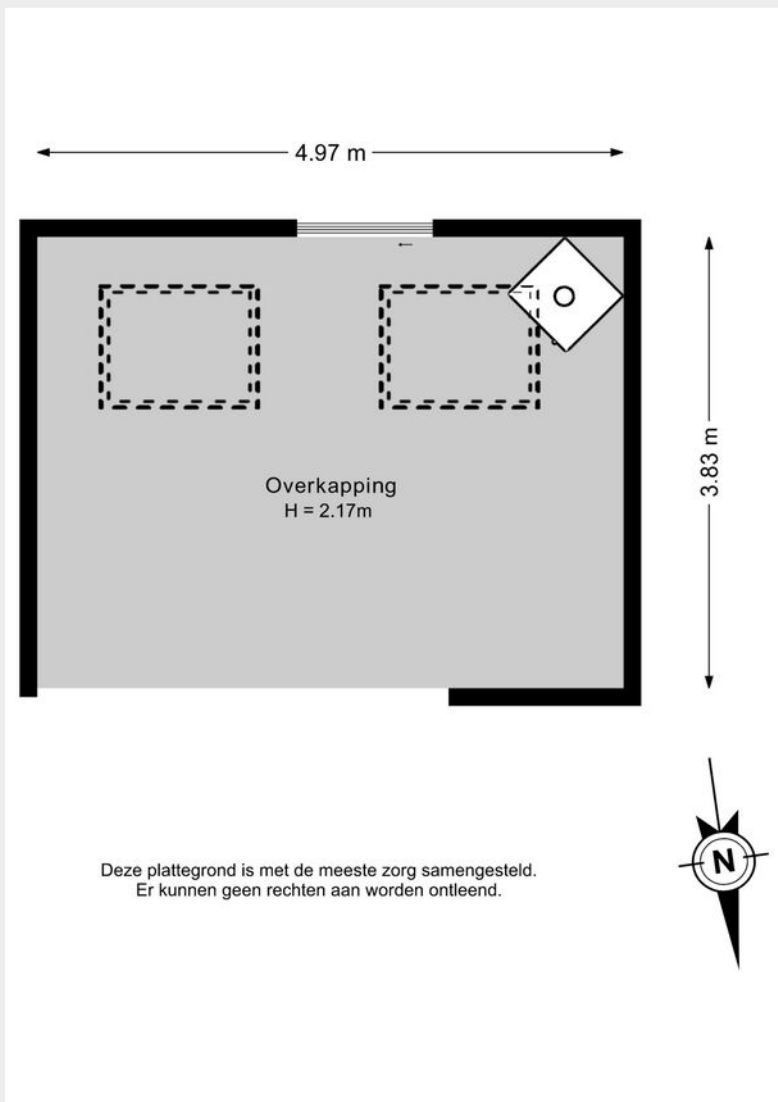 4.97 m
3.83 m
Overkapping
H = 2.17m
N
Deze plattegrond is met de meeste zorg samengesteld.
Er kunnen geen rechten aan worden ontleend.